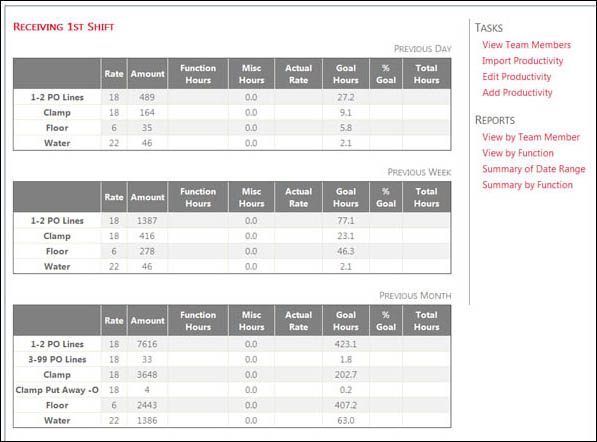 RECEIVING 1ST SHIFT
PREVIOUS DAY
Rate Amount Function Hours Misc Hours Actual Rate Goal Hours % Goal Total Hours
1-2 PO Lines 18 489 0.0 27.2
Clamp 18 164 0.0 9.1
Floor 6 35 0.0 5.8
Water 22 46 0.0 2.1
PREVIOUS WEEK
Rate Amount Function Hours Misc Hours Actual Rate Goal Hours % Goal Total Hours
1-2 PO Lines 18 1387 0.0 77.1
Clamp 18 416 0.0 23.1
Floor 6 278 0.0 46.3
Water 22 46 0.0 2.1
PREVIOUS MONTH
Rate Amount Function Hours Misc Hours Actual Rate Goal Hours % Goal Total Hours
1-2 PO Lines 18 7616 0.0 423.1
3-99 PO Lines 18 33 0.0 1.8
Clamp 18 3648 0.0 202.7
Clamp Put Away -O 18 4 0.0 0.2
Floor 6 2443 0.0 407.2
Water 22 1386 0.0 63.0
TASKS
View Team Members
Import Productivity
Edit Productivity
Add Productivity
REPORTS
View by Team Member
View by Function
Summary of Date Range
Summary by Function